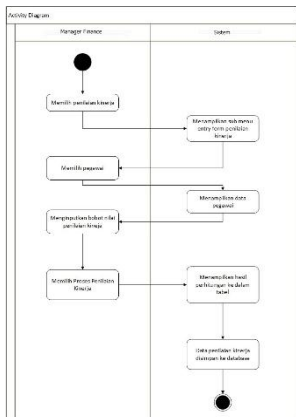 Activity Diagram
Manager Finance
Sistem
Memilih penilaian kinerja
Menampilkan sub menu
entry form penilaian
kinerja
Memilih pegawai
Menampilkan data
pegawai
Menginputkan bobot nilai
penilaian kineja
Memilih Proses Penilaian
Kinerja
Menampilkan hasil
perhitungan ke dalam
tabel
Data penilaian kinerja
disimpan ke database